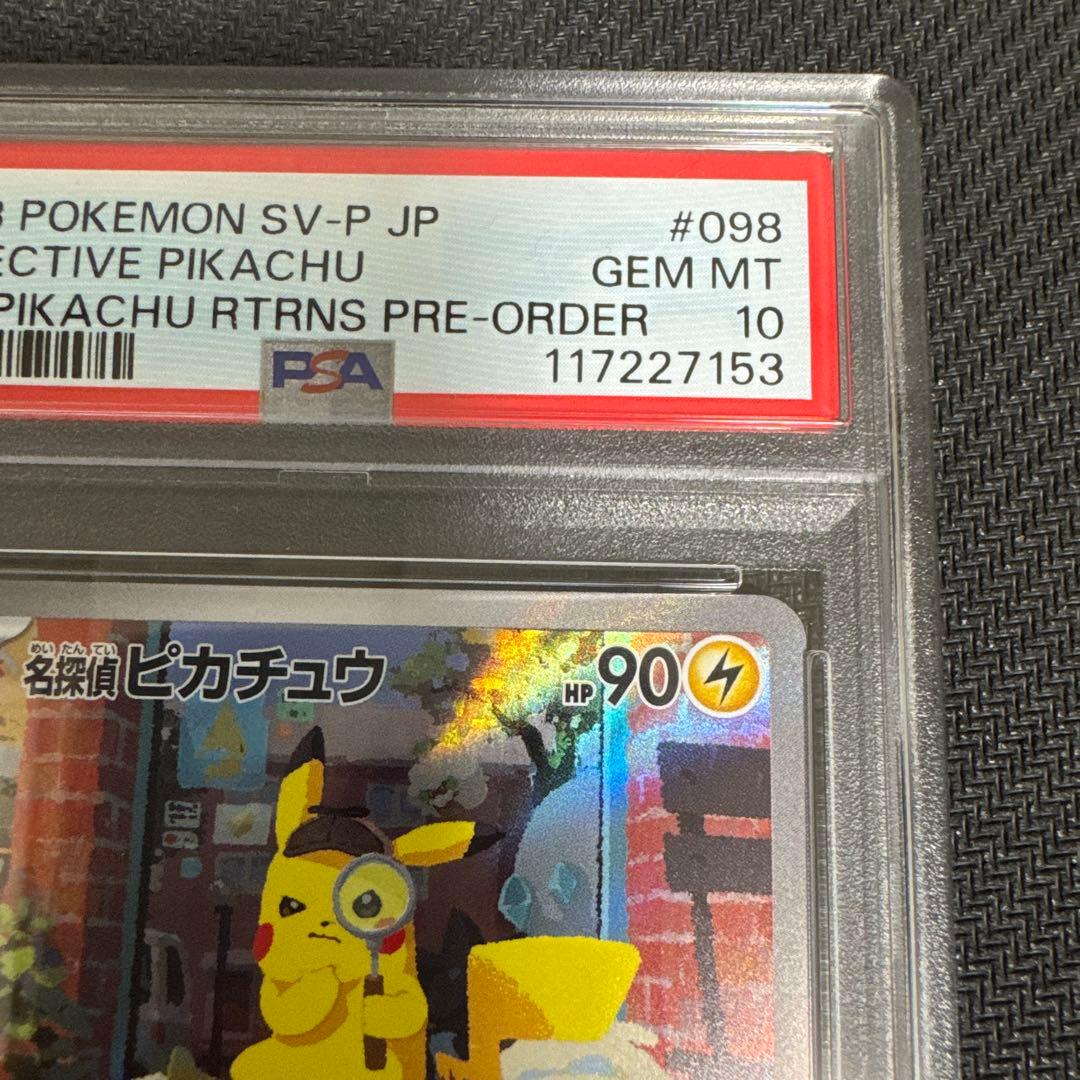 3 POKEMON SV-P JP #098
ECTIVE PIKACHU GEM MT
PIKACHU RTRNS PRE-ORDER 10
PSA 117227153
めいたんてい
名探偵ピカチュウ HP 90